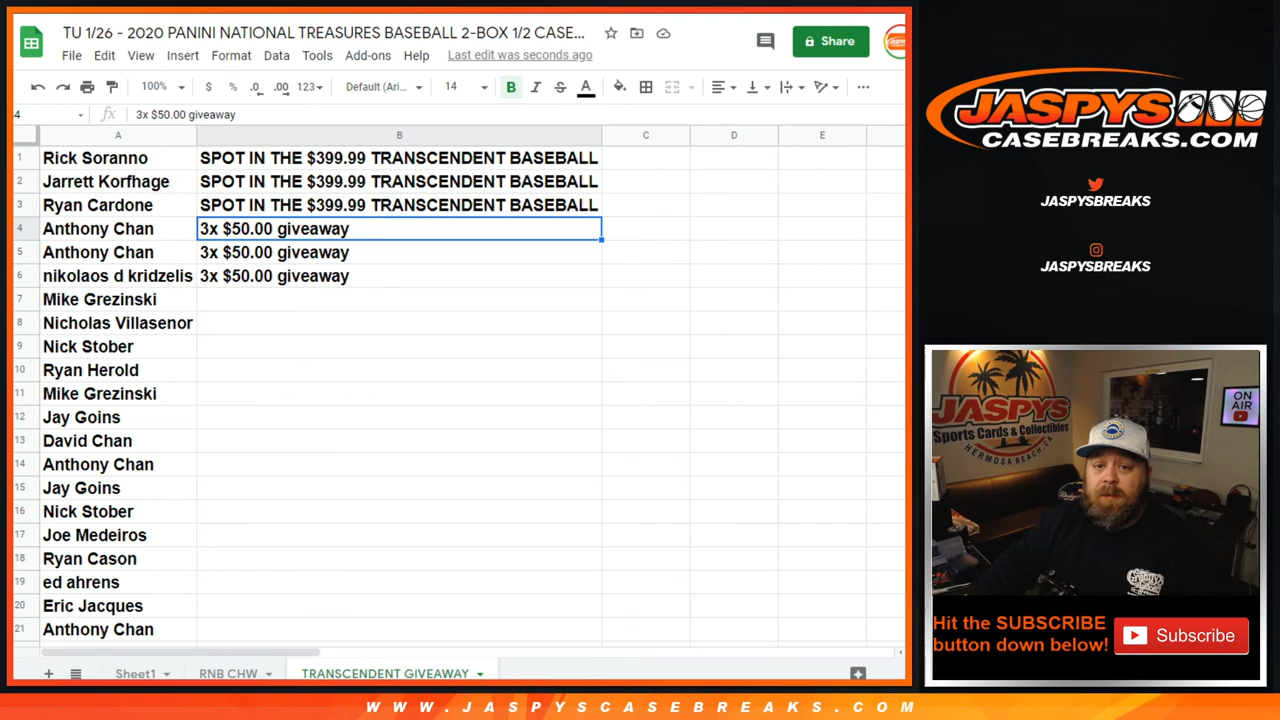 TU 1/26 - 2020 PANINI NATIONAL TREASURES BASEBALL 2-BOX 1/2 CASE...
File Edit View Insert Format Data Tools Add-ons Help Last edit was seconds ago
Share
100% $ % .0 .00 123 Default (Ari... 14 B I S A
4 fx 3x $50.00 giveaway
A B C D E
1 Rick Soranno SPOT IN THE $399.99 TRANSCENDENT BASEBALL
2 Jarrett Korfhage SPOT IN THE $399.99 TRANSCENDENT BASEBALL
3 Ryan Cardone SPOT IN THE $399.99 TRANSCENDENT BASEBALL
4 Anthony Chan 3x $50.00 giveaway
5 Anthony Chan 3x $50.00 giveaway
6 nikolaos d kridzelis 3x $50.00 giveaway
7 Mike Grezinski
8 Nicholas Villasenor
9 Nick Stober
10 Ryan Herold
11 Mike Grezinski
12 Jay Goins
13 David Chan
14 Anthony Chan
15 Jay Goins
16 Nick Stober
17 Joe Medeiros
18 Ryan Cason
19 ed ahrens
20 Eric Jacques
21 Anthony Chan
+ Sheet1 RNB CHW TRANSCENDENT GIVEAWAY
JASPYS
CASEBREAKS.COM
JASPYSBREAKS
JASPYSBREAKS
JASPYS
Sports Cards & Collectibles
HERMOSA BEACH, CA
ON
AIR
Hit the SUBSCRIBE
button down below!
Subscribe
WWW.JASPYSCASEBREAKS.COM